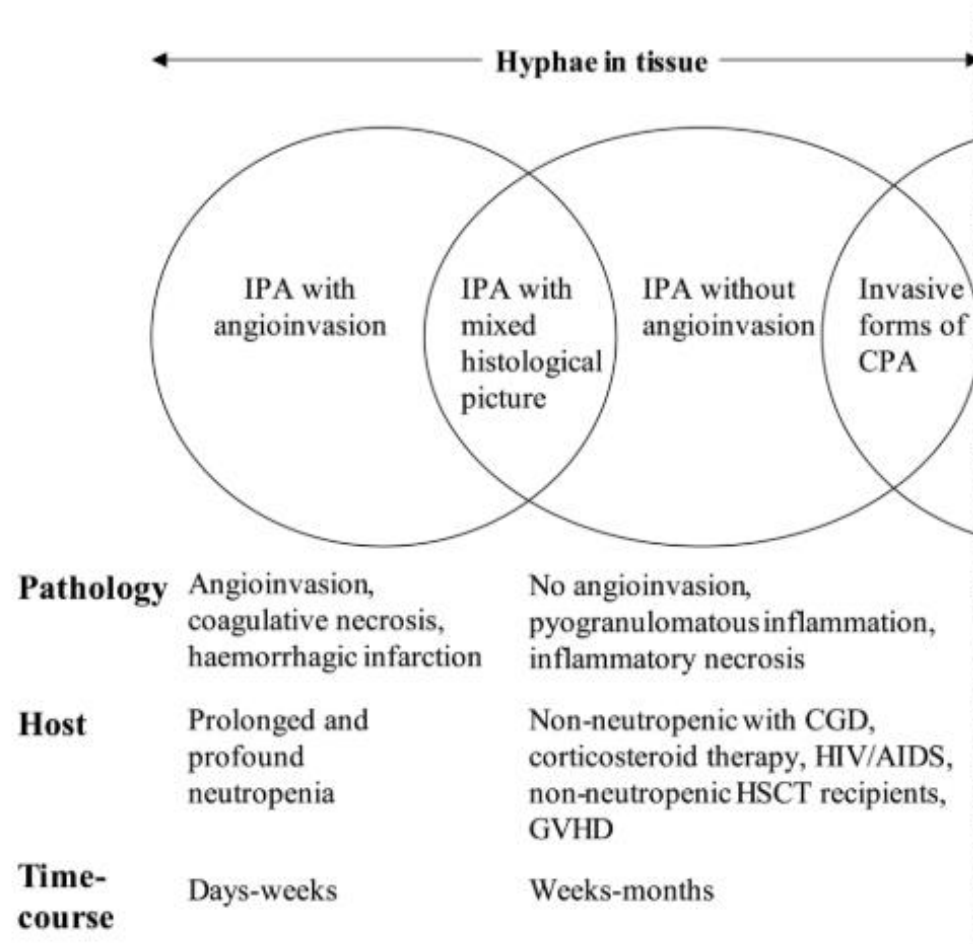 Hyphae in tissue
IPA with
angioinvasion
IPA with
mixed
histological
picture
IPA without
angioinvasion
Invasive
forms of
CPA
Pathology
Angioinvasion,
coagulative necrosis,
haemorrhagic infarction
No angioinvasion,
pyogranulomatous inflammation,
inflammatory necrosis
Host
Prolonged and
profound
neutropenia
Non-neutropenic with CGD,
corticosteroid therapy, HIV/AIDS,
non-neutropenic HSCT recipients,
GVHD
Time-
course
Days-weeks
Weeks-months